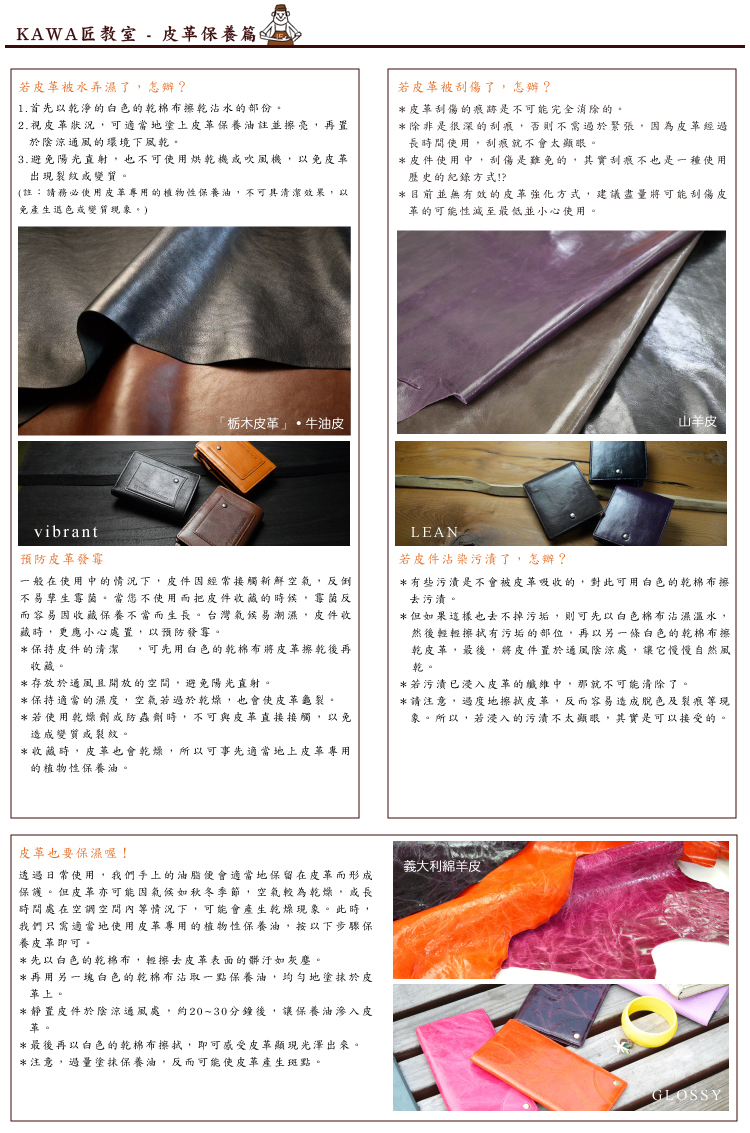 KAWA匠教室 - 皮革保養篇
若皮革被水弄濕了，怎辦？
1.首先以乾淨的白色的乾棉布擦乾沾水的部份。
2.視皮革狀況，可適當地塗上皮革保養油註並擦亮，再置
於陰涼通風的環境下風乾。
3.避免陽光直射，也不可使用烘乾機或吹風機，以免皮革
出現裂紋或變質。
(註：請務必使用皮革專用的植物性保養油，不可具清潔效果，以
免產生退色或變質現象。)
「栃木皮革」•牛油皮
vibrant
預防皮革發霉
一般在使用中的情況下，皮件因經常接觸新鮮空氣，反倒
不易孳生霉菌。當您不使用而把皮件收藏的時候，霉菌反
而容易因收藏保養不當而生長。台灣氣候易潮濕，皮件收
藏時，更應小心處置，以預防發霉。
＊保持皮件的清潔　，可先用白色的乾棉布將皮革擦乾後再
收藏。
＊存放於通風且開放的空間，避免陽光直射。
＊保持適當的濕度，空氣若過於乾燥，也會使皮革龜裂。
＊若使用乾燥劑或防蟲劑時，不可與皮革直接接觸，以免
造成變質或裂紋。
＊收藏時，皮革也會乾燥，所以可事先適當地上皮革專用
的植物性保養油。
若皮革被刮傷了，怎辦？
＊皮革刮傷的痕跡是不可能完全消除的。
＊除非是很深的刮痕，否則不需過於緊張，因為皮革經過
長時間使用，刮痕就不會太顯眼。
＊皮件使用中，刮傷是難免的，其實刮痕不也是一種使用
歷史的紀錄方式!?
＊目前並無有效的皮革強化方式，建議盡量將可能刮傷皮
革的可能性減至最低並小心使用。
山羊皮
LEAN
若皮件沾染污漬了，怎辦？
＊有些污漬是不會被皮革吸收的，對此可用白色的乾棉布擦
去污漬。
＊但如果這樣也去不掉污垢，則可先以白色棉布沾濕溫水，
然後輕輕擦拭有污垢的部位，再以另一條白色的乾棉布擦
乾皮革，最後，將皮件置於通風陰涼處，讓它慢慢自然風
乾。
＊若污漬已浸入皮革的纖維中，那就不可能清除了。
＊請注意，過度地擦拭皮革，反而容易造成脫色及裂痕等現
象。所以，若浸入的污漬不太顯眼，其實是可以接受的。
皮革也要保濕喔！
透過日常使用，我們手上的油脂便會適當地保留在皮革而形成
保護。但皮革亦可能因氣候如秋冬季節，空氣較為乾燥，或長
時間處在空調空間內等情況下，可能會產生乾燥現象。此時，
我們只需適當地使用皮革專用的植物性保養油，按以下步驟保
養皮革即可。
＊先以白色的乾棉布，輕擦去皮革表面的髒汙如灰塵。
＊再用另一塊白色的乾棉布沾取一點保養油，均勻地塗抹於皮
革上。
＊靜置皮件於陰涼通風處，約20~30分鐘後，讓保養油滲入皮
革。
＊最後再以白色的乾棉布擦拭，即可感受皮革顯現光澤出來。
＊注意，過量塗抹保養油，反而可能使皮革產生斑點。
義大利綿羊皮
GLOSSY